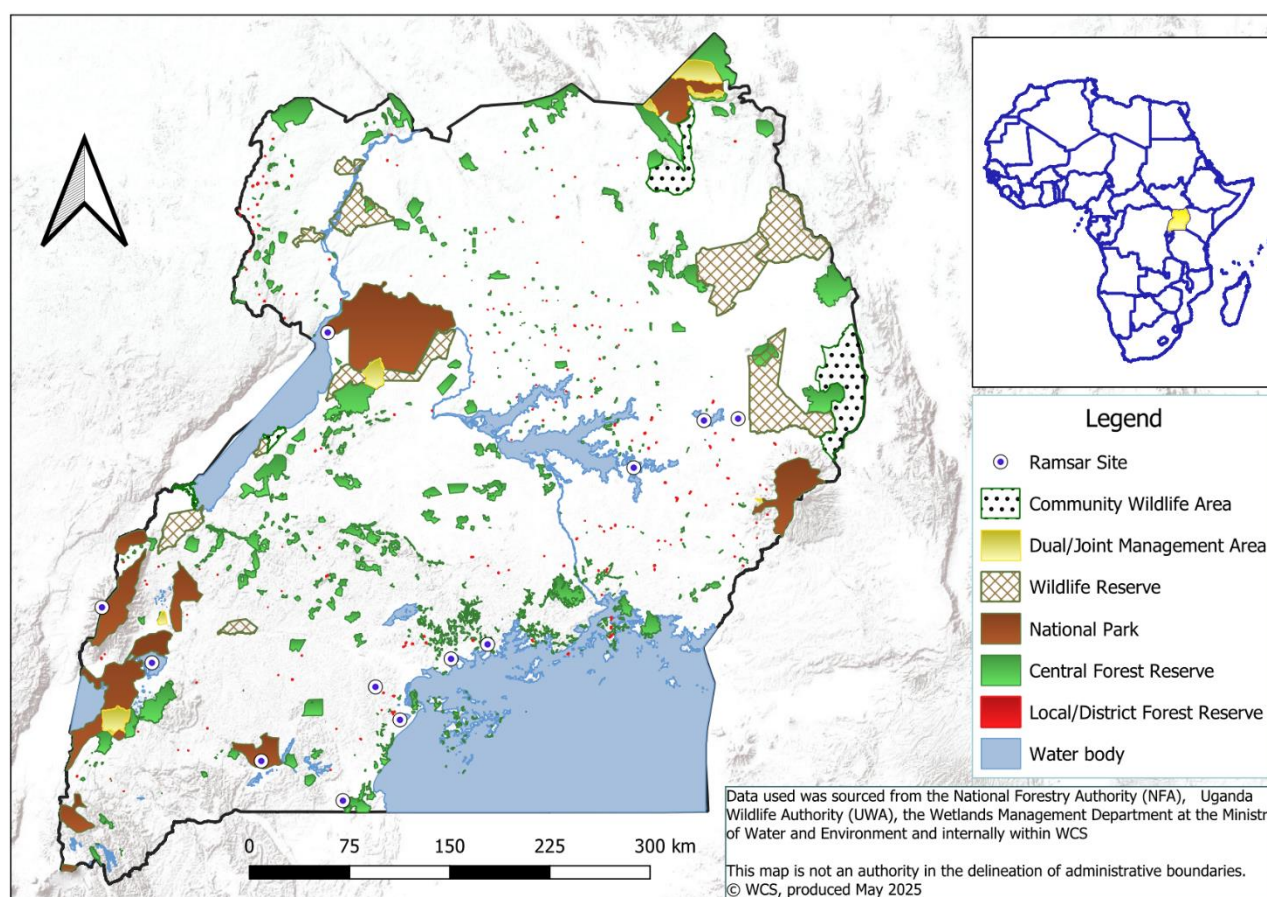 Legend
Ramsar Site
Community Wildlife Area
Dual/Joint Management Area
Wildlife Reserve
National Park
Central Forest Reserve
Local/District Forest Reserve
Water body
0 75 150 225 300 km
Data used was sourced from the National Forestry Authority (NFA), Uganda
Wildlife Authority (UWA), the Wetlands Management Department at the Ministr
of Water and Environment and internally within WCS
This map is not an authority in the delineation of administrative boundaries.
© WCS, produced May 2025